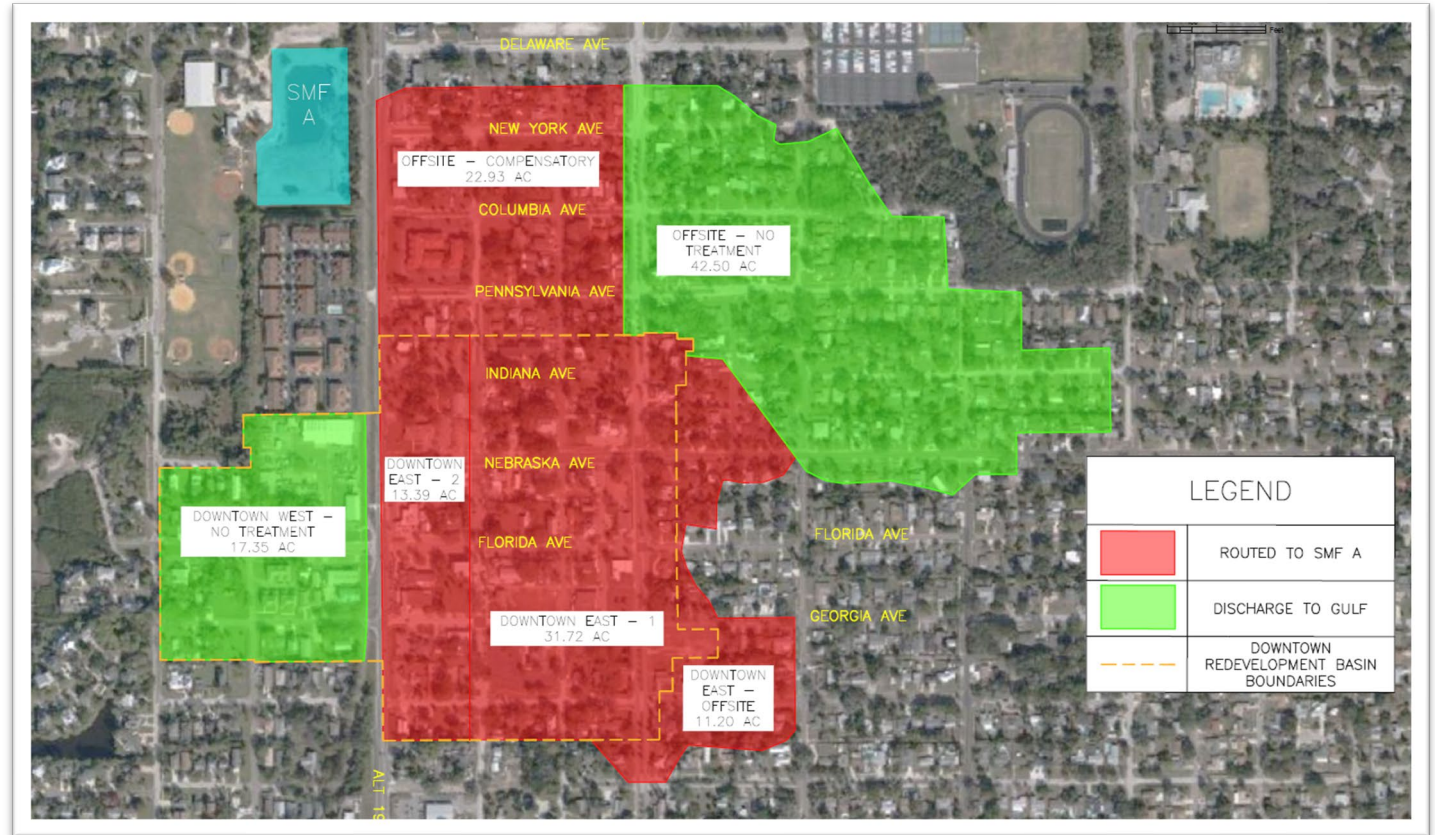 DELAWARE AVE
Feet
SMF
A
NEW YORK AVE
OFFSITE – COMPENSATORY
22.93 AC
COLUMBIA AVE
OFFSITE – NO
TREATMENT
42.50 AC
PENNSYLVANIA AVE
INDIANA AVE
DOWNTOWN
EAST – 2
13.39 AC
NEBRASKA AVE
DOWNTOWN WEST –
NO TREATMENT
17.35 AC
FLORIDA AVE
FLORIDA AVE
DOWNTOWN EAST – 1
31.72 AC
GEORGIA AVE
DOWNTOWN
EAST –
OFFSITE
11.20 AC
ALT 19
LEGEND
ROUTED TO SMF A
DISCHARGE TO GULF
DOWNTOWN
REDEVELOPMENT BASIN
BOUNDARIES